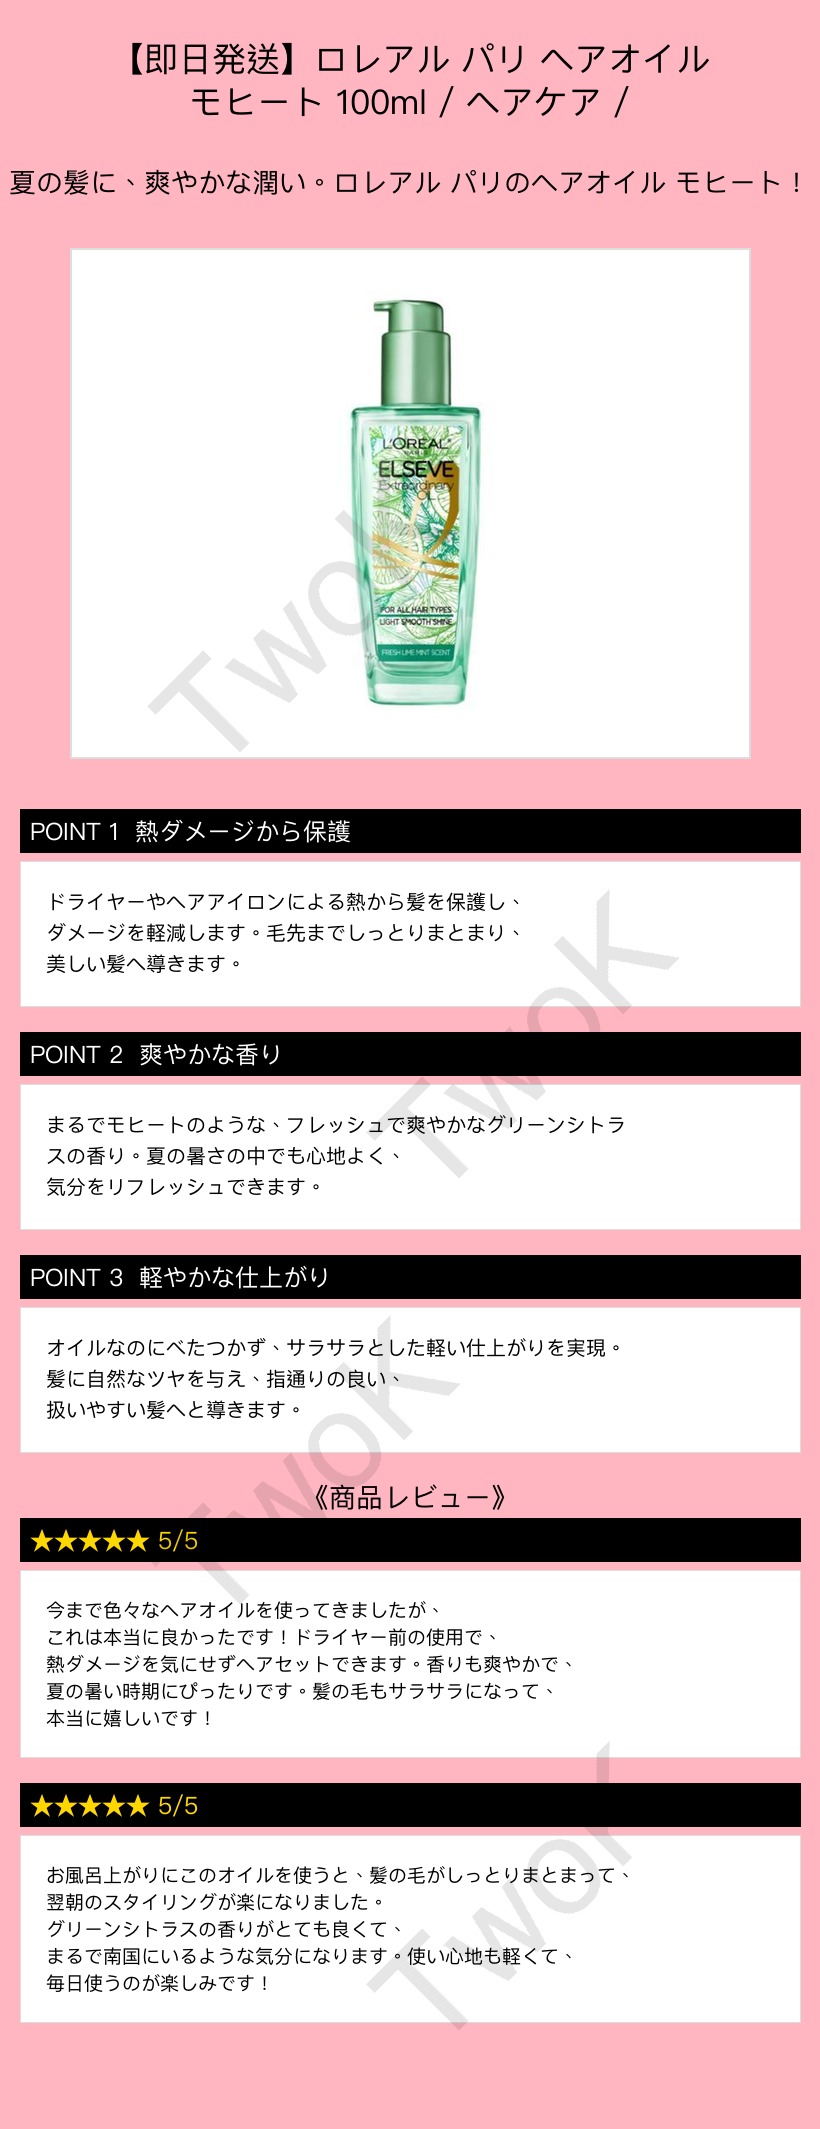 【即日発送】ロレアル パリ ヘアオイル
モヒート 100ml / ヘアケア /
夏の髪に、爽やかな潤い。ロレアル パリのヘアオイル モヒート！
L'ORÉAL
PARIS
ELSEVE
Extraordinary
OIL
FOR ALL HAIR TYPES
LIGHT SMOOTH SHINE
FRESH LIME MINT SCENT
TwoK
POINT 1 熱ダメージから保護
ドライヤーやヘアアイロンによる熱から髪を保護し、
ダメージを軽減します。毛先までしっとりまとまり、
美しい髪へ導きます。
TwoK
POINT 2 爽やかな香り
まるでモヒートのような、フレッシュで爽やかなグリーンシトラ
スの香り。夏の暑さの中でも心地よく、
気分をリフレッシュできます。
POINT 3 軽やかな仕上がり
オイルなのにべたつかず、サラサラとした軽い仕上がりを実現。
髪に自然なツヤを与え、指通りの良い、
扱いやすい髪へと導きます。
TwoK
《商品レビュー》
★★★★★ 5/5
今まで色々なヘアオイルを使ってきましたが、
これは本当に良かったです！ドライヤー前の使用で、
熱ダメージを気にせずヘアセットできます。香りも爽やかで、
夏の暑い時期にぴったりです。髪の毛もサラサラになって、
本当に嬉しいです！
★★★★★ 5/5
お風呂上がりにこのオイルを使うと、髪の毛がしっとりまとまって、
翌朝のスタイリングが楽になりました。
グリーンシトラスの香りがとても良くて、
まるで南国にいるような気分になります。使い心地も軽くて、
毎日使うのが楽しみです！
TwoK